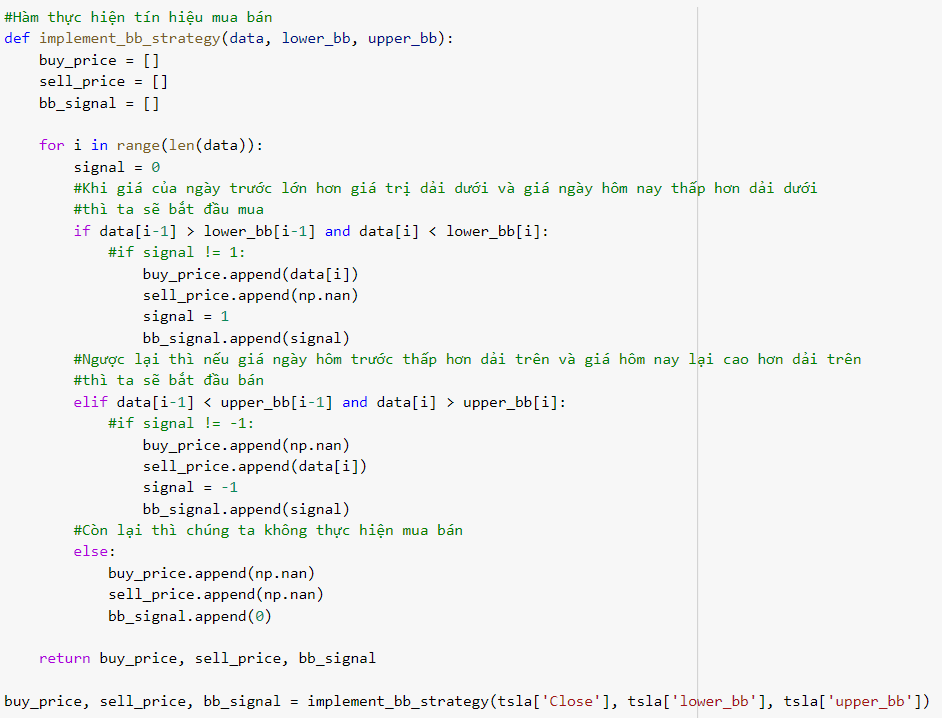 #Hàm thực hiện tín hiệu mua bán
def implement_bb_strategy(data, lower_bb, upper_bb):
    buy_price = []
    sell_price = []
    bb_signal = []

    for i in range(len(data)):
        signal = 0
        #Khi giá của ngày trước lớn hơn giá trị dải dưới và giá ngày hôm nay thấp hơn dải dưới
        #thì ta sẽ bắt đầu mua
        if data[i-1] > lower_bb[i-1] and data[i] < lower_bb[i]:
            #if signal != 1:
                buy_price.append(data[i])
                sell_price.append(np.nan)
                signal = 1
                bb_signal.append(signal)
        #Ngược lại thì nếu giá ngày hôm trước thấp hơn dải trên và giá hôm nay lại cao hơn dải trên
        #thì ta sẽ bắt đầu bán
        elif data[i-1] < upper_bb[i-1] and data[i] > upper_bb[i]:
            #if signal != -1:
                buy_price.append(np.nan)
                sell_price.append(data[i])
                signal = -1
                bb_signal.append(signal)
        #Còn lại thì chúng ta không thực hiện mua bán
        else:
            buy_price.append(np.nan)
            sell_price.append(np.nan)
            bb_signal.append(0)

    return buy_price, sell_price, bb_signal

buy_price, sell_price, bb_signal = implement_bb_strategy(tsla['Close'], tsla['lower_bb'], tsla['upper_bb'])